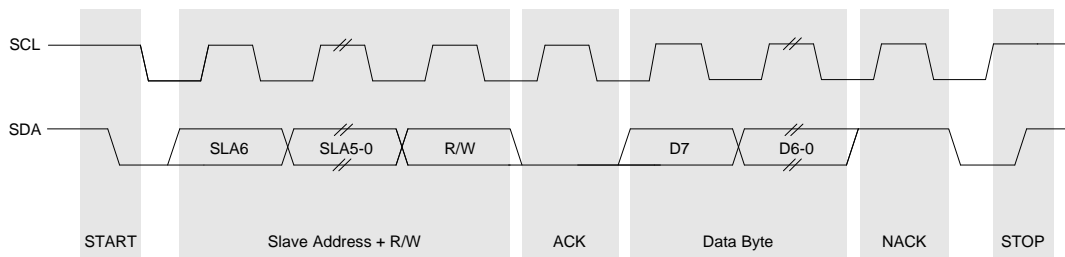 SCL
SDA
SLA6 SLA5-0 R/W D7 D6-0
START Slave Address + R/W ACK Data Byte NACK STOP